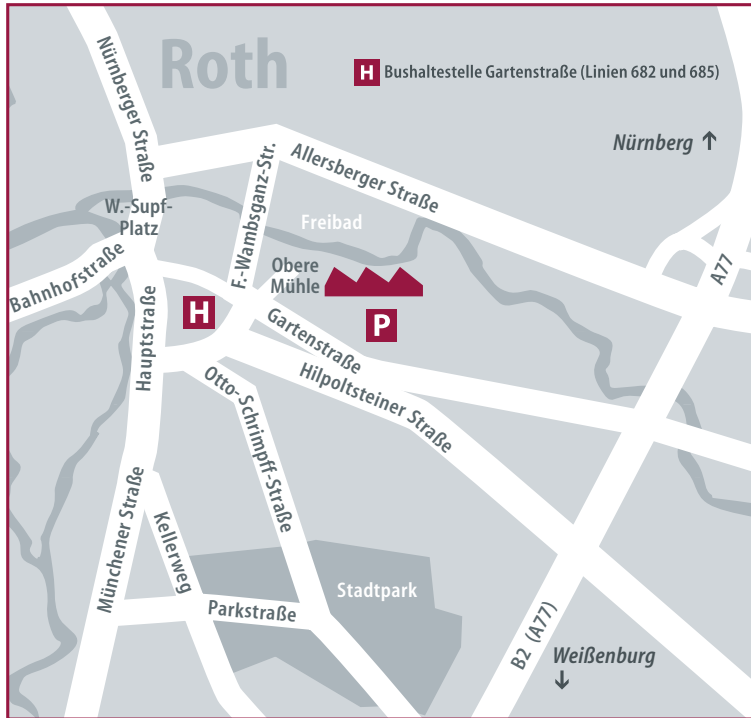 Roth
H Bushaltestelle Gartenstraße (Linien 682 und 685)
Nürnberger Straße
Nürnberg ↑
Allersberger Straße
F.-Wambsganz-Str.
W.-Supf-
Platz
Freibad
Bahnhofstraße
Obere
Mühle
A77
H
P
Hauptstraße
Gartenstraße
Hilpoltsteiner Straße
Otto-Schrimpff-Straße
Münchener Straße
Kellerweg
Stadtpark
Parkstraße
B2 (A77)
Weißenburg
↓